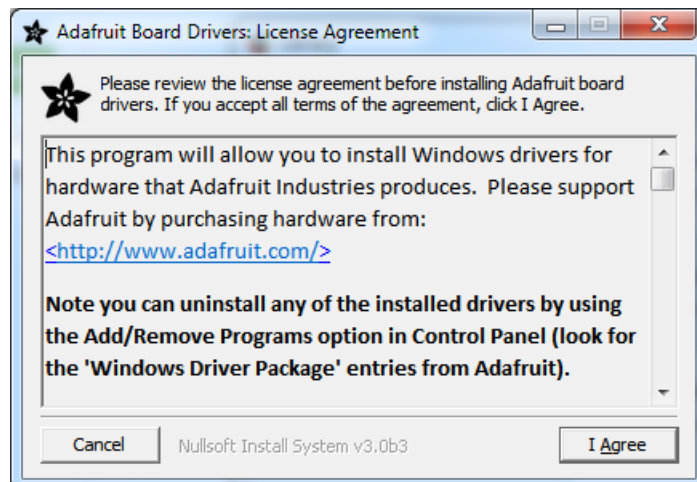 Adafruit Board Drivers: License Agreement
Please review the license agreement before installing Adafruit board
drivers. If you accept all terms of the agreement, click I Agree.
This program will allow you to install Windows drivers for
hardware that Adafruit Industries produces.  Please support
Adafruit by purchasing hardware from:
<http://www.adafruit.com/>
Note you can uninstall any of the installed drivers by using
the Add/Remove Programs option in Control Panel (look for
the 'Windows Driver Package' entries from Adafruit).
Cancel Nullsoft Install System v3.0b3 I Agree